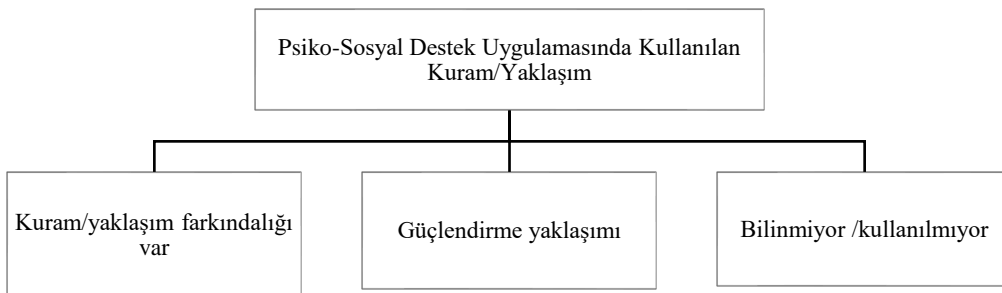 Psiko-Sosyal Destek Uygulamasında Kullanılan
Kuram/Yaklaşım
Kuram/yaklaşım farkındalığı
var
Güçlendirme yaklaşımı
Bilinmiyor /kullanılmıyor